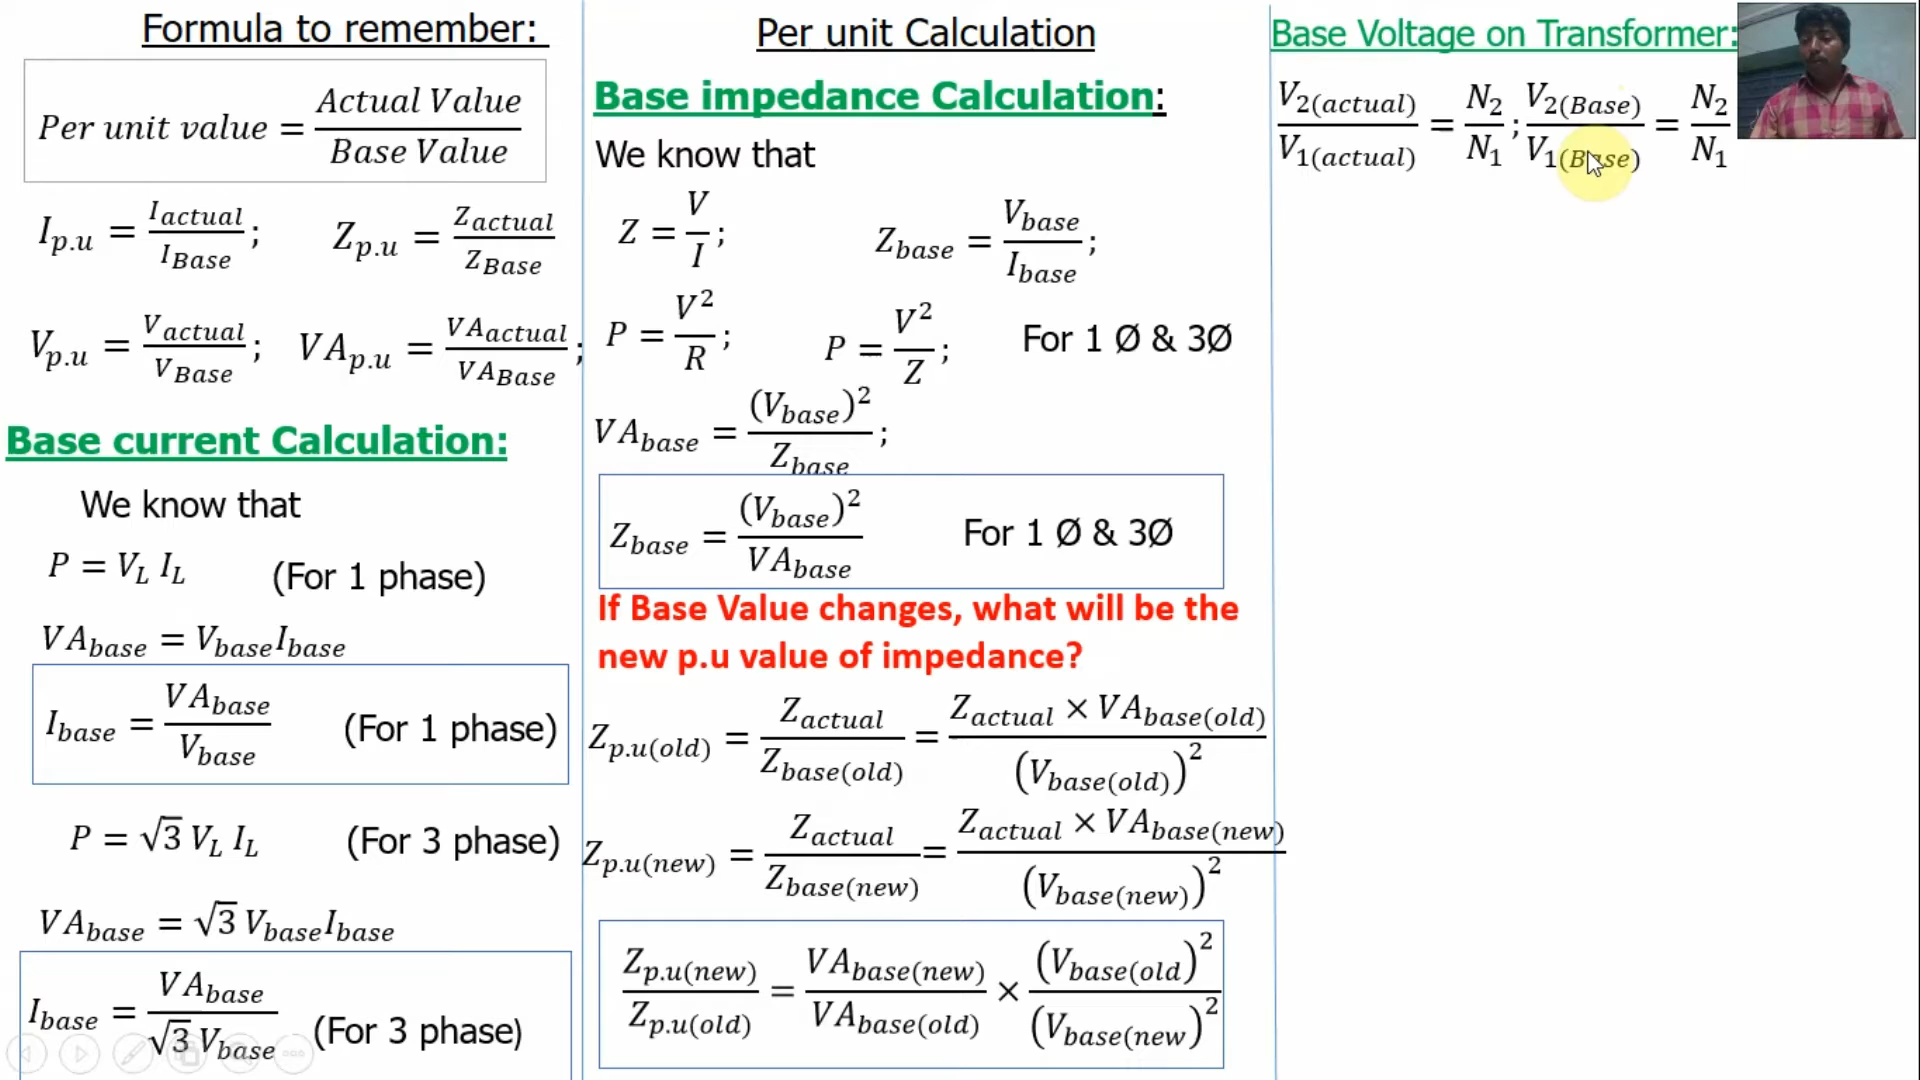 Formula to remember:
Per unit value = Actual Value / Base Value
I_p.u = I_actual / I_Base ; Z_p.u = Z_actual / Z_Base
V_p.u = V_actual / V_Base ; VA_p.u = VA_actual / VA_Base ;
Base current Calculation:
We know that
P = V_L I_L (For 1 phase)
VA_base = V_base I_base
I_base = VA_base / V_base (For 1 phase)
P = √3 V_L I_L (For 3 phase)
VA_base = √3 V_base I_base
I_base = VA_base / √3 V_base (For 3 phase)
Per unit Calculation
Base impedance Calculation:
We know that
Z = V / I ; Z_base = V_base / I_base ;
P = V² / R ; P = V² / Z ; For 1 Ø & 3Ø
VA_base = (V_base)² / Z_base ;
Z_base = (V_base)² / VA_base For 1 Ø & 3Ø
If Base Value changes, what will be the
new p.u value of impedance?
Z_p.u(old) = Z_actual / Z_base(old) = Z_actual × VA_base(old) / (V_base(old))²
Z_p.u(new) = Z_actual / Z_base(new) = Z_actual × VA_base(new) / (V_base(new))²
Z_p.u(new) / Z_p.u(old) = VA_base(new) / VA_base(old) × (V_base(old)² / (V_base(new)²
Base Voltage on Transformer:
V_2(actual) / V_1(actual) = N_2 / N_1 ; V_2(Base) / V_1(Base) = N_2 / N_1